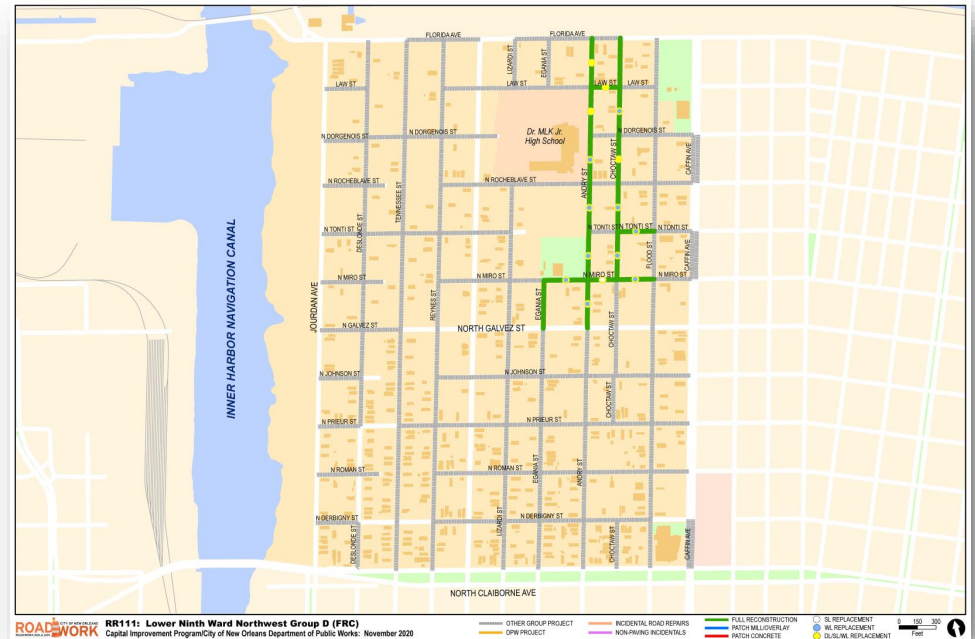 FLORIDA AVE
FLORIDA AVE
LIZARDI ST
EGANIA ST
LAW ST
LAW ST
LAW ST
LAW ST
N DORGENOIS ST
N DORGENOIS ST
N DORGENOIS ST
Dr. MLK Jr.
High School
CHOCTAW ST
CAFFIN AVE
ANDRY ST
N ROCHEBLAVE ST
N ROCHEBLAVE ST
TENNESSEE ST
DESLONDE ST
N TONTI ST
N TONTI ST
N TONTI ST
N TONTI ST
N TONTI ST
FLOOD ST
CAFFIN AVE
INNER HARBOR NAVIGATION CANAL
JOURDAN AVE
N MIRO ST
N MIRO ST
N MIRO ST
N MIRO ST
REYNES ST
EGANIA ST
N GALVEZ ST
NORTH GALVEZ ST
CHOCTAW ST
N JOHNSON ST
N JOHNSON ST
CHOCTAW ST
N PRIEUR ST
N PRIEUR ST
N ROMAN ST
N ROMAN ST
EGANIA ST
ANDRY ST
N DERBIGNY ST
N DERBIGNY ST
DESLONDE ST
LIZARDI ST
CHOCTAW ST
CAFFIN AVE
NORTH CLAIBORNE AVE
ROADWORK
CITY OF NEW ORLEANS
RR111: Lower Ninth Ward Northwest Group D (FRC)
Capital Improvement Program/City of New Orleans Department of Public Works: November 2020
OTHER GROUP PROJECT
DPW PROJECT
INCIDENTAL ROAD REPAIRS
NON-PAVING INCIDENTALS
FULL RECONSTRUCTION
PATCH MILL/OVERLAY
PATCH CONCRETE
SL REPLACEMENT
WL REPLACEMENT
DL/SL/WL REPLACEMENT
0 150 300
Feet